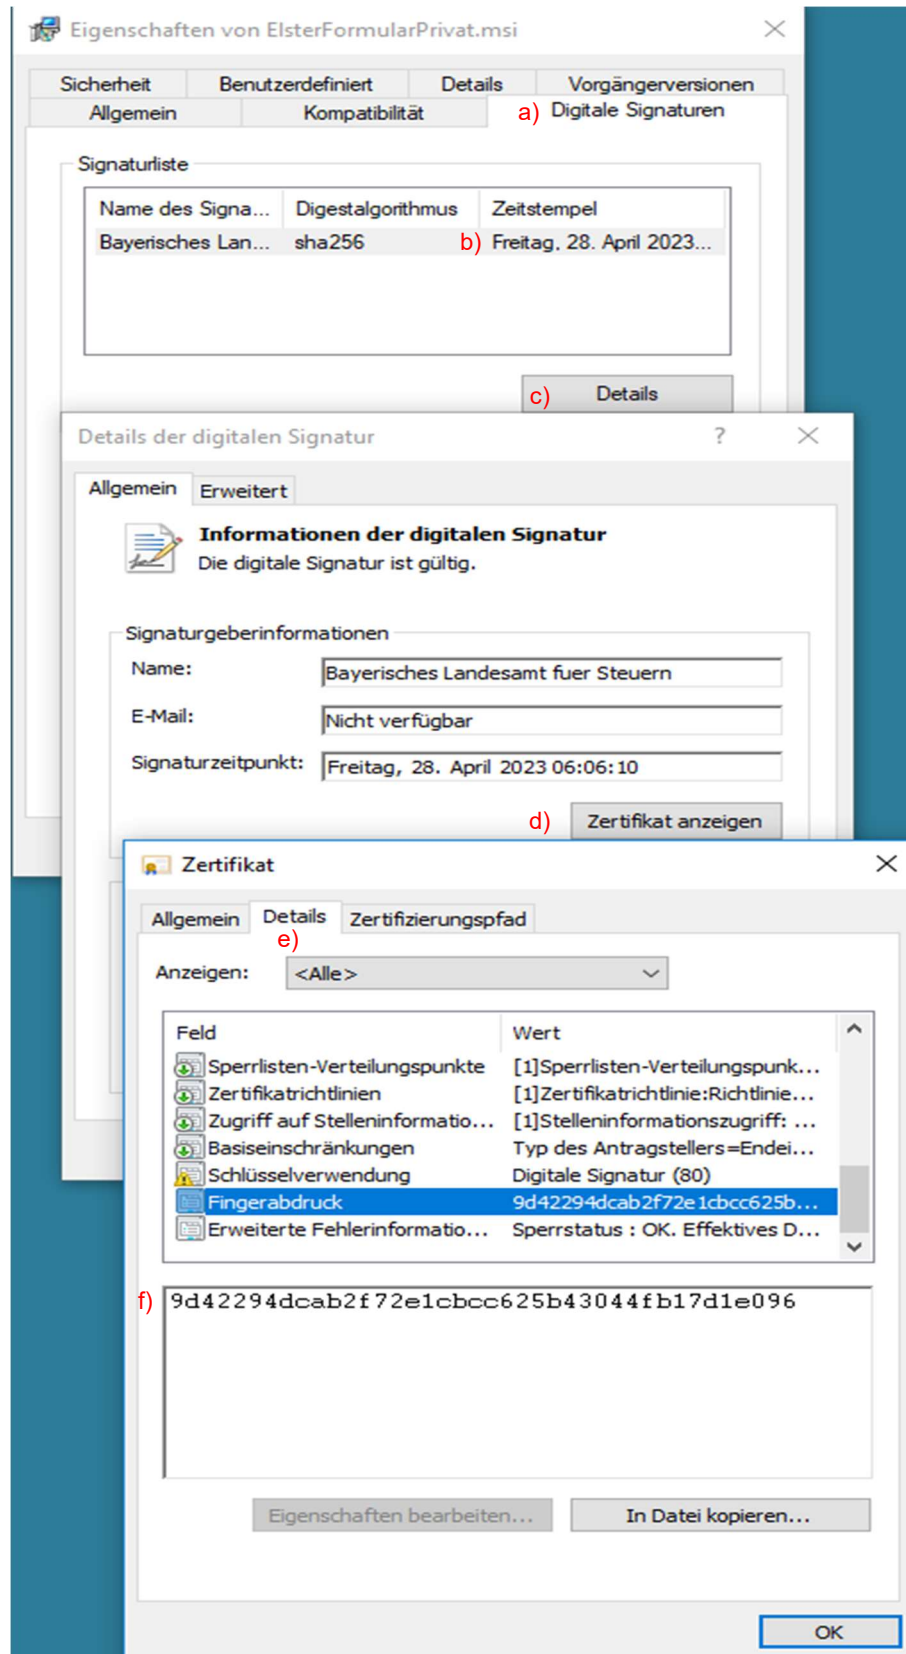 Eigenschaften von ElsterFormularPrivat.msi
Sicherheit Benutzerdefiniert Details Vorgängerversionen
Allgemein Kompatibilität a) Digitale Signaturen
Signaturliste
Name des Signa... Digestalgorithmus Zeitstempel
Bayerisches Lan... sha256 b) Freitag, 28. April 2023...
c) Details
Details der digitalen Signatur ?
Allgemein Erweitert
Informationen der digitalen Signatur
Die digitale Signatur ist gültig.
Signaturgeberinformationen
Name: Bayerisches Landesamt fuer Steuern
E-Mail: Nicht verfügbar
Signaturzeitpunkt: Freitag, 28. April 2023 06:06:10
d) Zertifikat anzeigen
Zertifikat
Allgemein Details Zertifizierungspfad
e)
Anzeigen: <Alle>
Feld Wert
Sperrlisten-Verteilungspunkte [1]Sperrlisten-Verteilungspunk...
Zertifikatrichtlinien [1]Zertifikatrichtlinie:Richtlinie...
Zugriff auf Stelleninformatio... [1]Stelleninformationszugriff: ...
Basiseinschränkungen Typ des Antragstellers=Endei...
Schlüsselverwendung Digitale Signatur (80)
Fingerabdruck 9d42294dcab2f72e1cbcc625b...
Erweiterte Fehlerinformatio... Sperrstatus : OK. Effektives D...
f) 9d42294dcab2f72e1cbcc625b43044fb17d1e096
Eigenschaften bearbeiten... In Datei kopieren...
OK